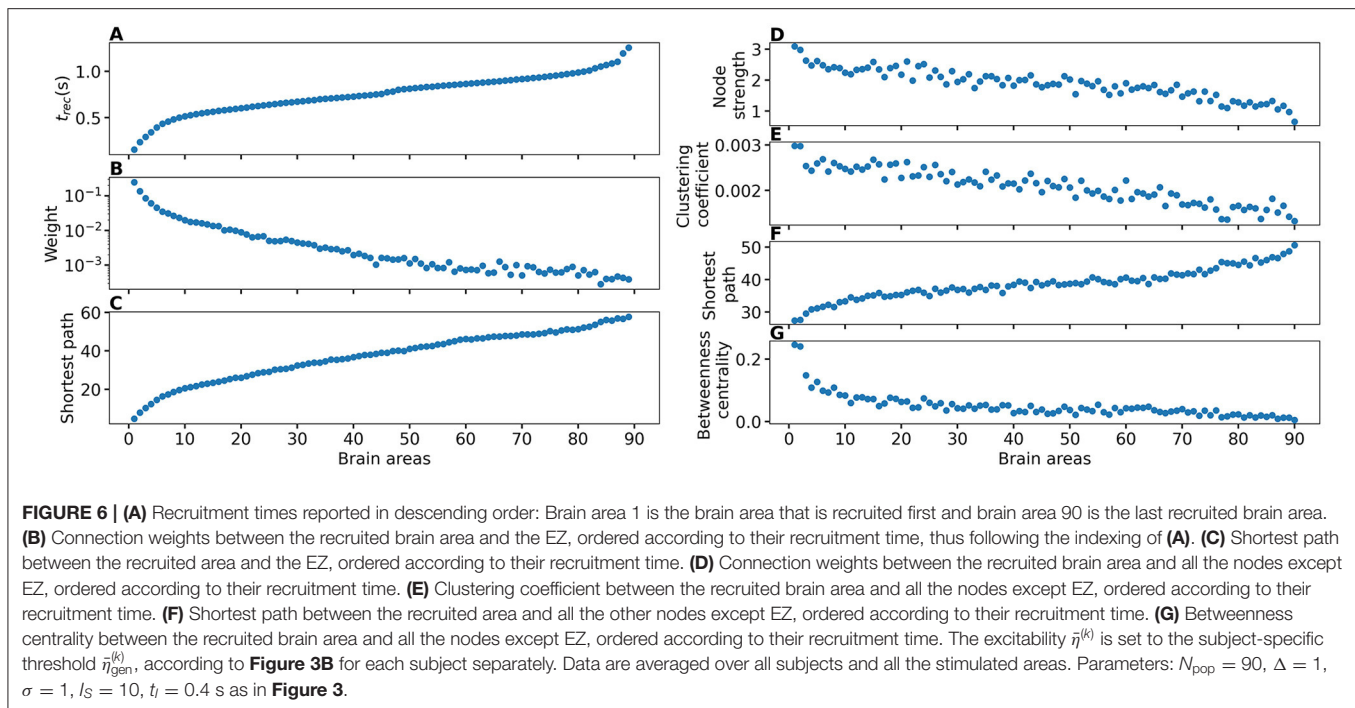 A
t_rec(s)
1.0
0.5
B
Weight
10^−1
10^−2
10^−3
C
Shortest path
60
40
20
0 10 20 30 40 50 60 70 80 90
Brain areas
D
Node
strength
3
2
1
E
Clustering
coefficient
0.003
0.002
F
Shortest
path
50
40
30
G
Betweenness
centrality
0.2
0.0
0 10 20 30 40 50 60 70 80 90
Brain areas
FIGURE 6 | (A) Recruitment times reported in descending order: Brain area 1 is the brain area that is recruited first and brain area 90 is the last recruited brain area.
(B) Connection weights between the recruited brain area and the EZ, ordered according to their recruitment time, thus following the indexing of (A). (C) Shortest path
between the recruited area and the EZ, ordered according to their recruitment time. (D) Connection weights between the recruited brain area and all the nodes except
EZ, ordered according to their recruitment time. (E) Clustering coefficient between the recruited brain area and all the nodes except EZ, ordered according to their
recruitment time. (F) Shortest path between the recruited area and all the other nodes except EZ, ordered according to their recruitment time. (G) Betweenness
centrality between the recruited brain area and all the nodes except EZ, ordered according to their recruitment time. The excitability η̄^(k) is set to the subject-specific
threshold η̄_gen^(k), according to Figure 3B for each subject separately. Data are averaged over all subjects and all the stimulated areas. Parameters: N_pop = 90, Δ = 1,
σ = 1, I_S = 10, t_I = 0.4 s as in Figure 3.